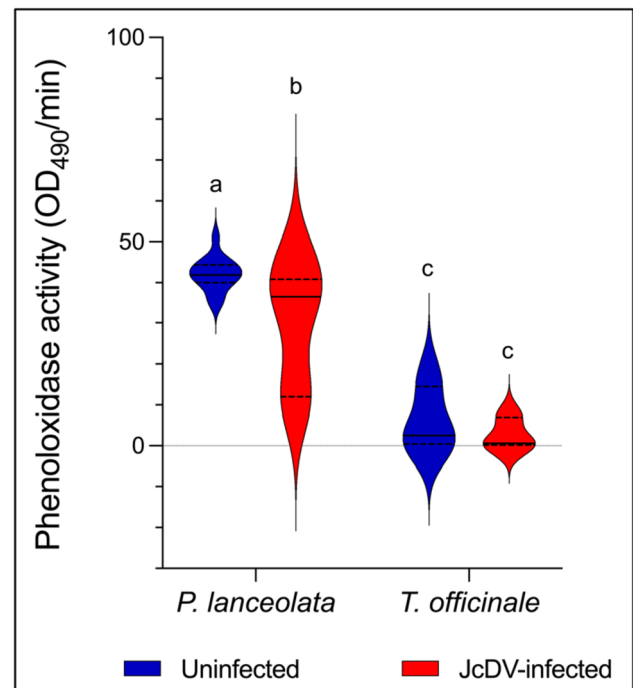 Phenoloxidase activity (OD490/min)
100
50
0
a
b
c
c
P. lanceolata T. officinale
Uninfected JcDV-infected